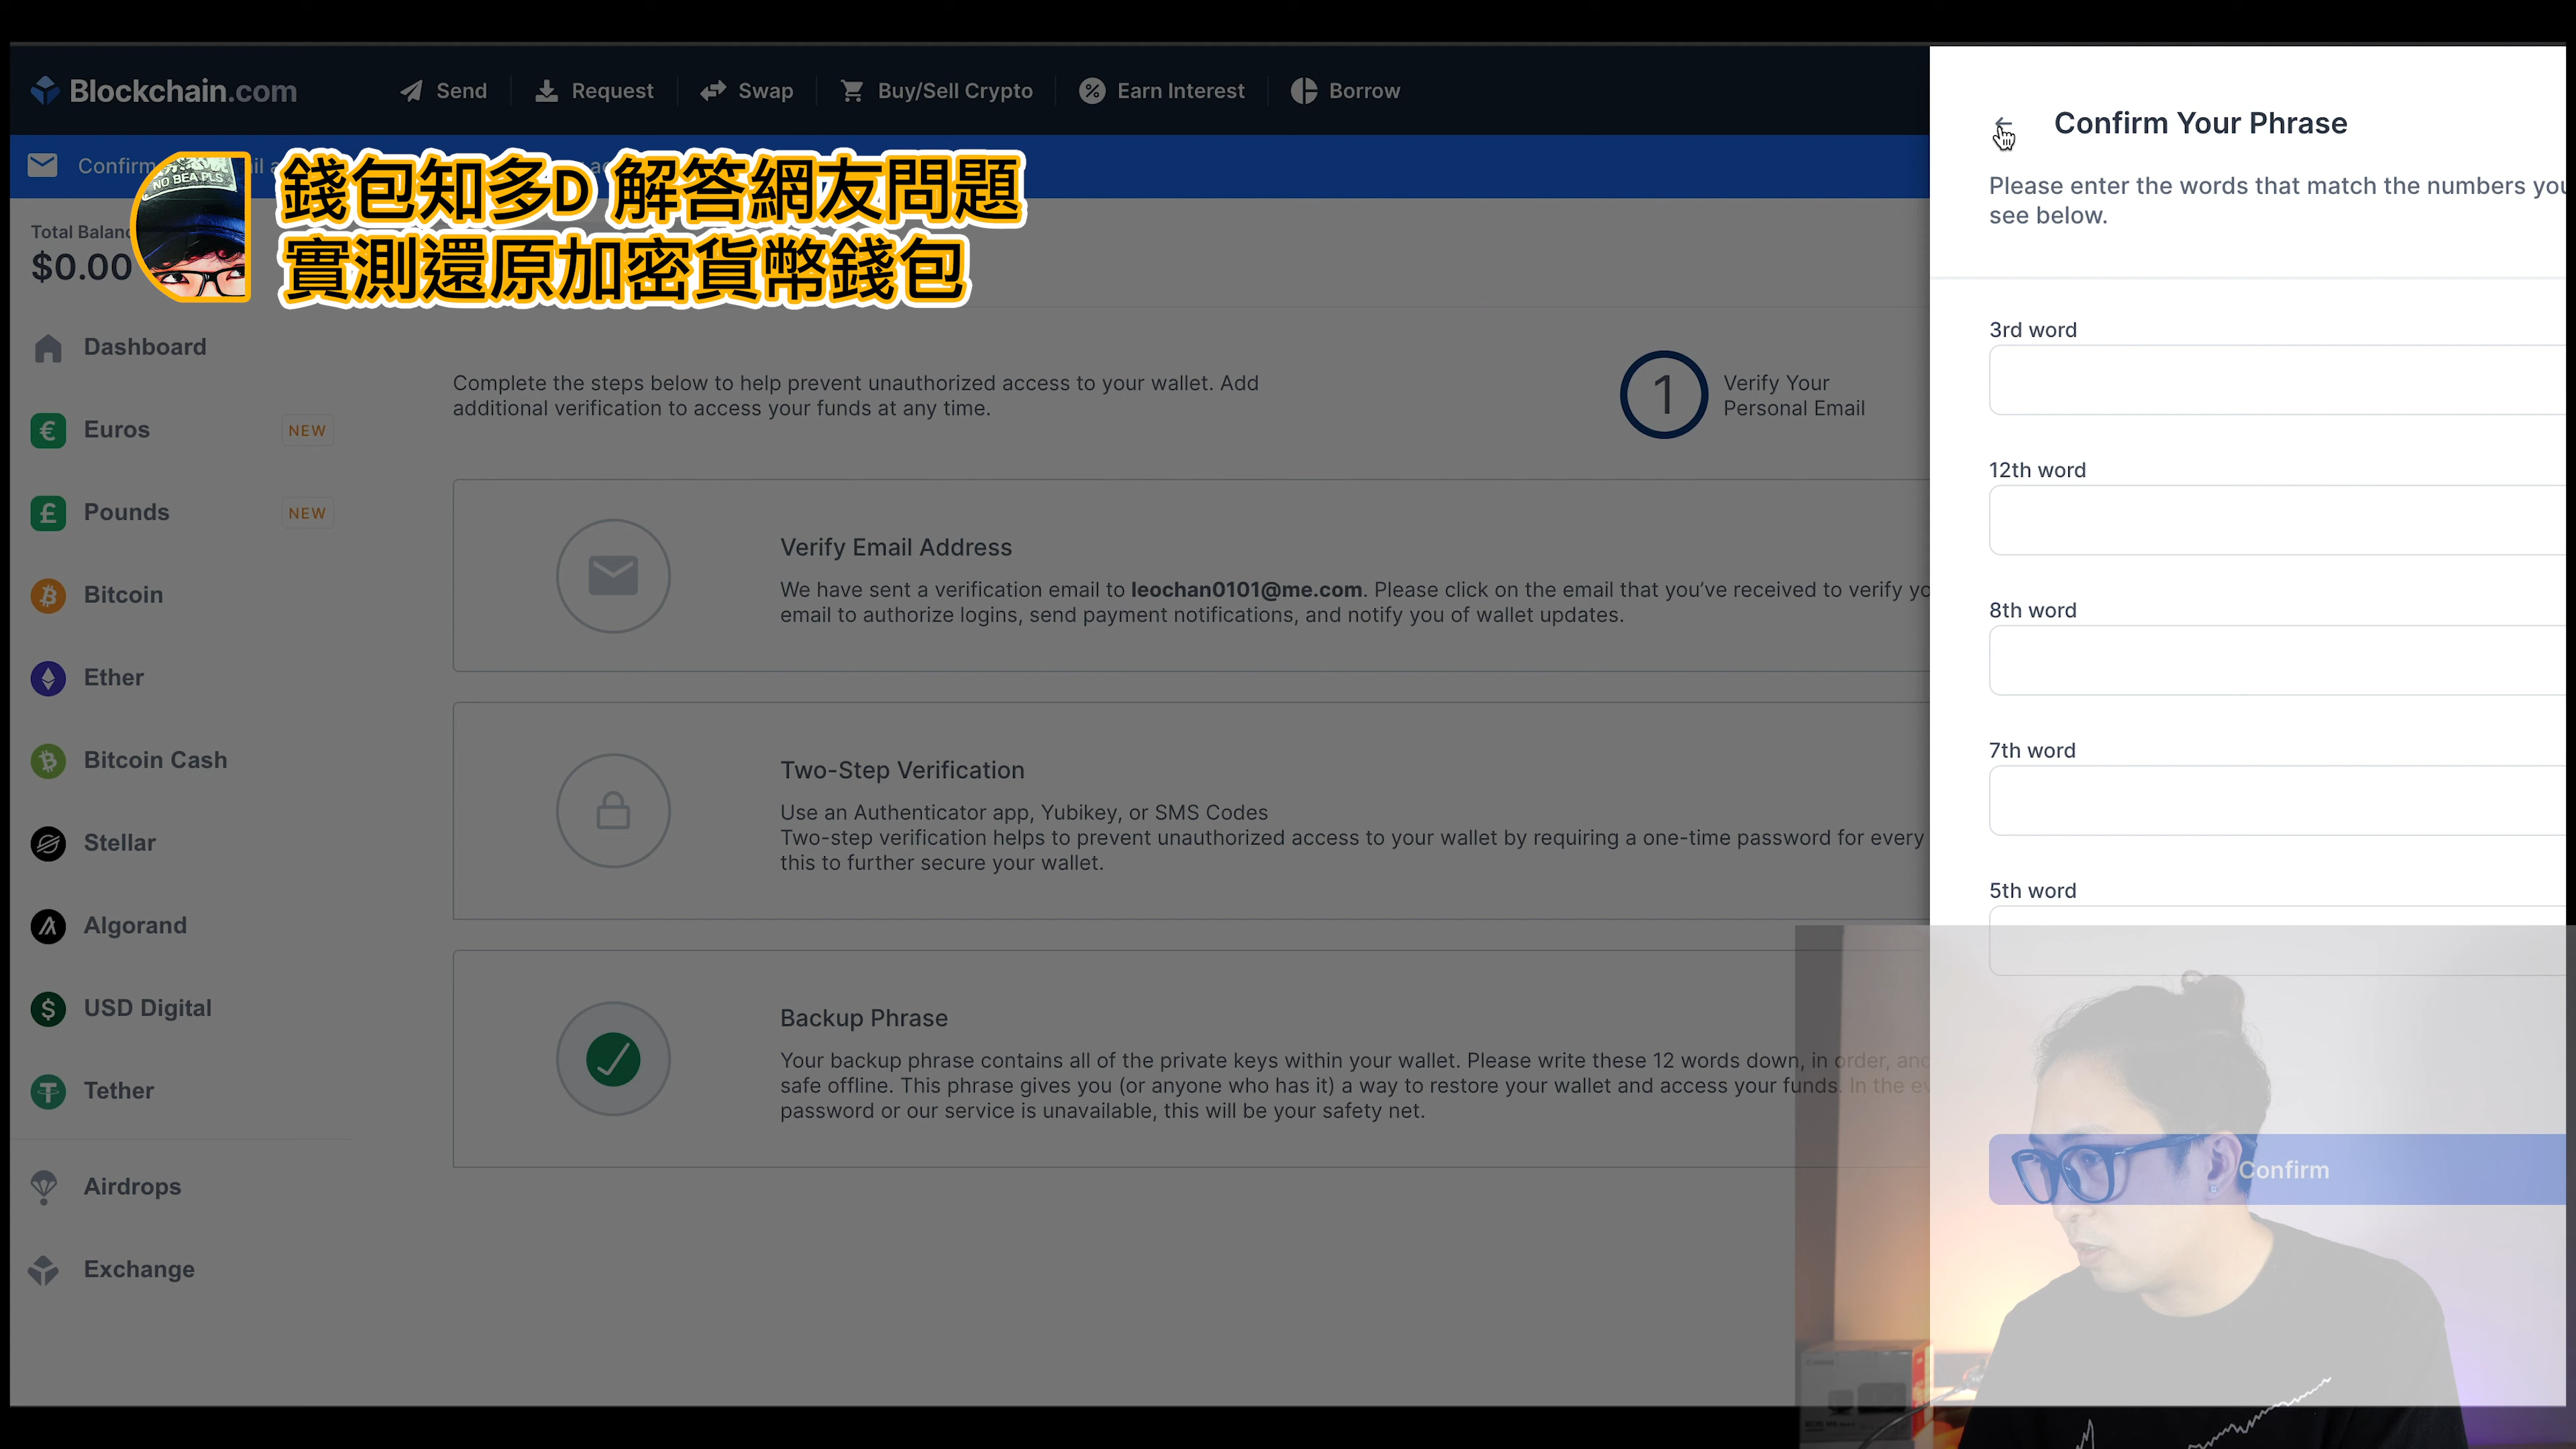 Blockchain.com
Send
Request
Swap
Buy/Sell Crypto
Earn Interest
Borrow
Confirm
NO BEA PLS
錢包知多D 解答網友問題
實測還原加密貨幣錢包
Total Balan
$0.00
Dashboard
Euros
NEW
Pounds
NEW
Bitcoin
Ether
Bitcoin Cash
Stellar
Algorand
USD Digital
Tether
Airdrops
Exchange
Complete the steps below to help prevent unauthorized access to your wallet. Add
additional verification to access your funds at any time.
1
Verify Your
Personal Email
Verify Email Address
We have sent a verification email to leochan0101@me.com. Please click on the email that you’ve received to verify yo
email to authorize logins, send payment notifications, and notify you of wallet updates.
Two-Step Verification
Use an Authenticator app, Yubikey, or SMS Codes
Two-step verification helps to prevent unauthorized access to your wallet by requiring a one-time password for every
this to further secure your wallet.
Backup Phrase
Your backup phrase contains all of the private keys within your wallet. Please write these 12 words down, in order, and
safe offline. This phrase gives you (or anyone who has it) a way to restore your wallet and access your funds. In the ev
password or our service is unavailable, this will be your safety net.
Confirm Your Phrase
Please enter the words that match the numbers you
see below.
3rd word
12th word
8th word
7th word
5th word
Confirm